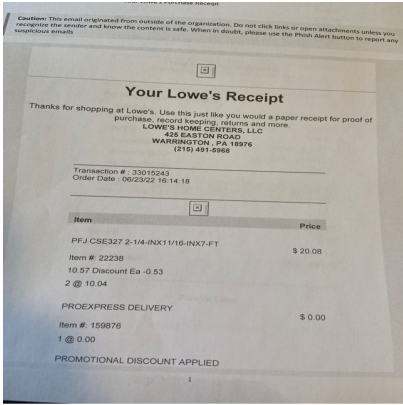 Your Lowe's Purchase Receipt
Caution: This email originated from outside of the organization. Do not click links or open attachments unless you
recognize the sender and know the content is safe. When in doubt, please use the Phish Alert button to report any
suspicious emails
Your Lowe's Receipt
Thanks for shopping at Lowe's. Use this just like you would a paper receipt for proof of
purchase, record keeping, returns and more.
LOWE'S HOME CENTERS, LLC
425 EASTON ROAD
WARRINGTON , PA 18976
(215) 491-5968
Transaction # : 33015243
Order Date : 06/23/22 16:14:18
Item Price
PFJ CSE327 2-1/4-INX11/16-INX7-FT
$ 20.08
Item #: 22238
10.57 Discount Ea -0.53
2 @ 10.04
PROEXPRESS DELIVERY
$ 0.00
Item #: 159876
1 @ 0.00
PROMOTIONAL DISCOUNT APPLIED
1